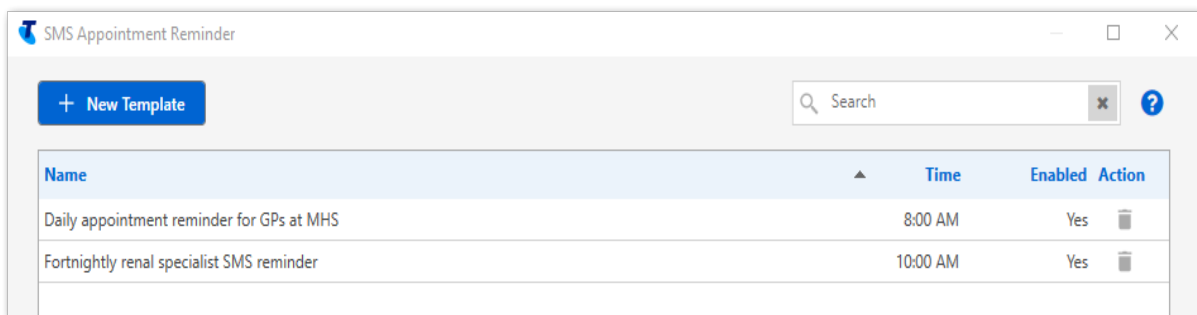 SMS Appointment Reminder
+ New Template
Search
?
Name Time Enabled Action
Daily appointment reminder for GPs at MHS 8:00 AM Yes
Fortnightly renal specialist SMS reminder 10:00 AM Yes